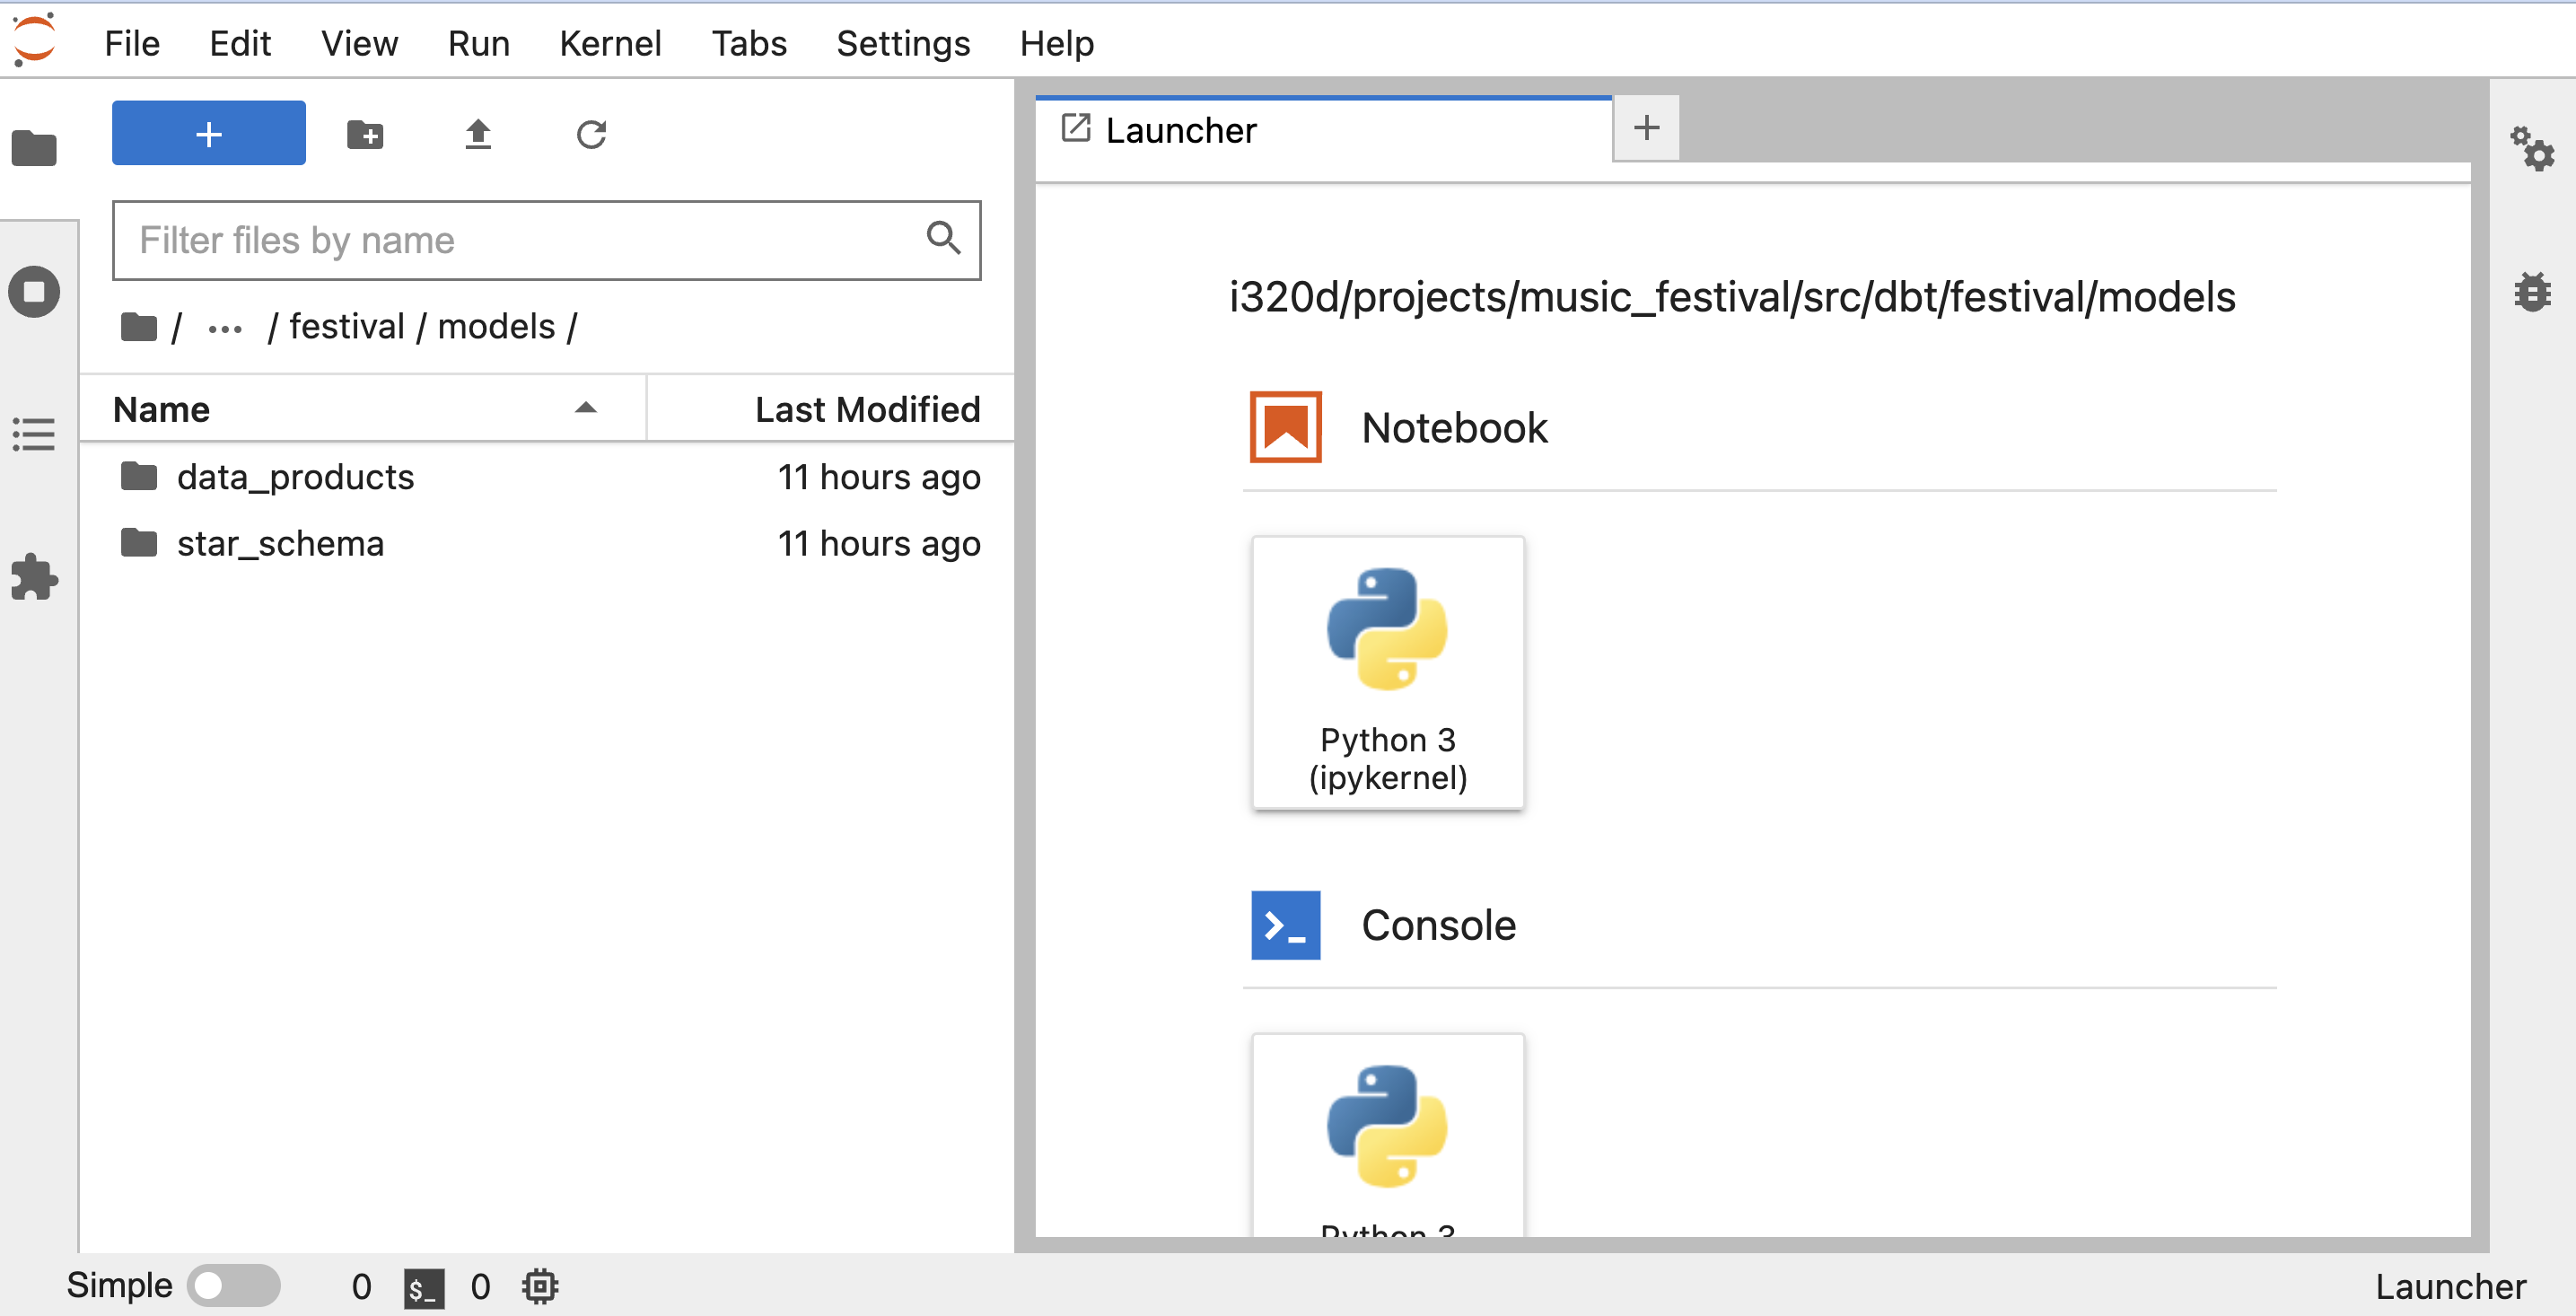 File Edit View Run Kernel Tabs Settings Help
+
Filter files by name
/ ... / festival / models /
Name Last Modified
data_products 11 hours ago
star_schema 11 hours ago
Launcher +
i320d/projects/music_festival/src/dbt/festival/models
Notebook
Python 3
(ipykernel)
>_ Console
Python 3
Simple 0 $_ 0 Launcher